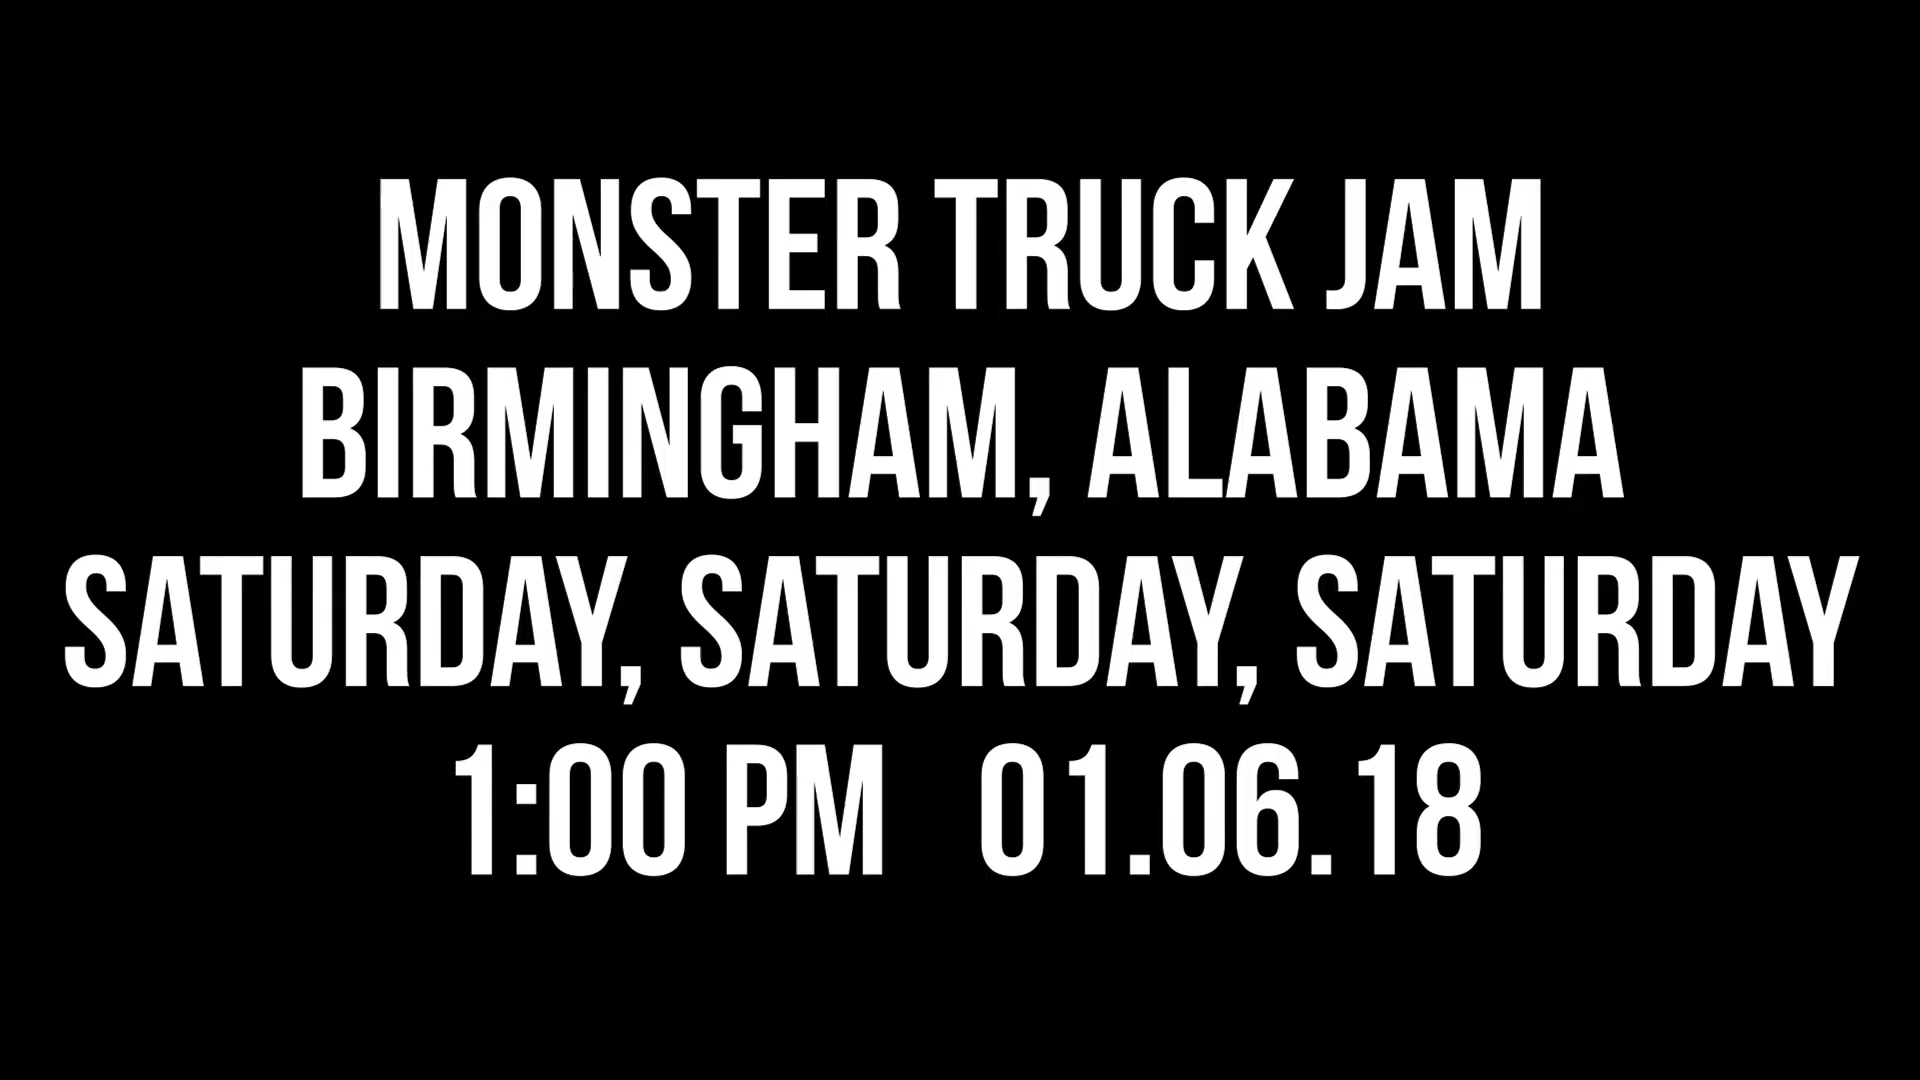 MONSTER TRUCK JAM
BIRMINGHAM, ALABAMA
SATURDAY, SATURDAY, SATURDAY
1:00 PM 01.06.18